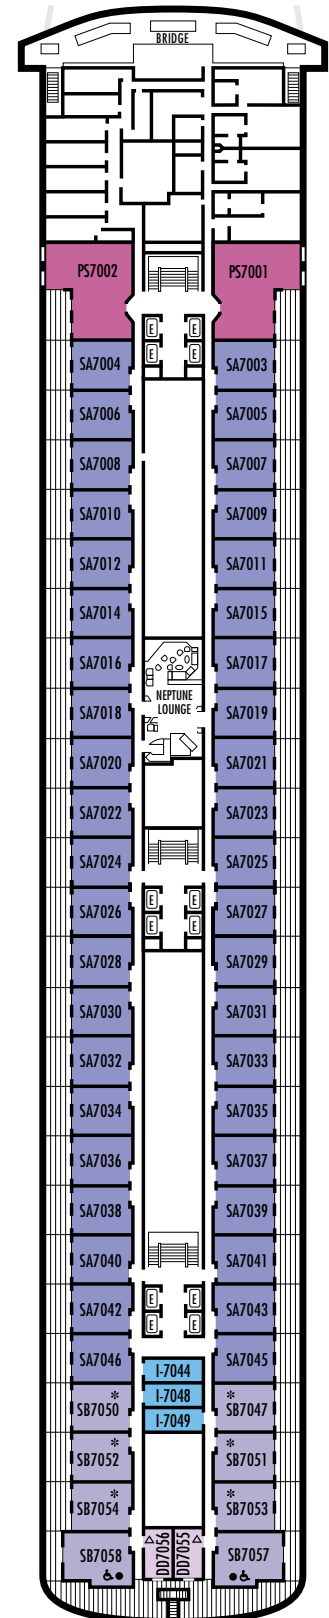 BRIDGE
PS7002 PS7001
E E
E E
SA7004 SA7003
SA7006 SA7005
SA7008 SA7007
SA7010 SA7009
SA7012 SA7011
SA7014 SA7015
SA7016 SA7017
NEPTUNE
LOUNGE
SA7018 SA7019
SA7020 SA7021
SA7022 SA7023
SA7024 SA7025
E E
SA7026 SA7027
E E
SA7028 SA7029
SA7030 SA7031
SA7032 SA7033
SA7034 SA7035
SA7036 SA7037
SA7038 SA7039
SA7040 SA7041
E E
SA7042 SA7043
E E
SA7046 I-7044 SA7045
* I-7048 *
SB7050 SB7047
I-7049
* *
SB7052 SB7051
* *
SB7054 SB7053
SB7058 DD7056 DD7055 SB7057